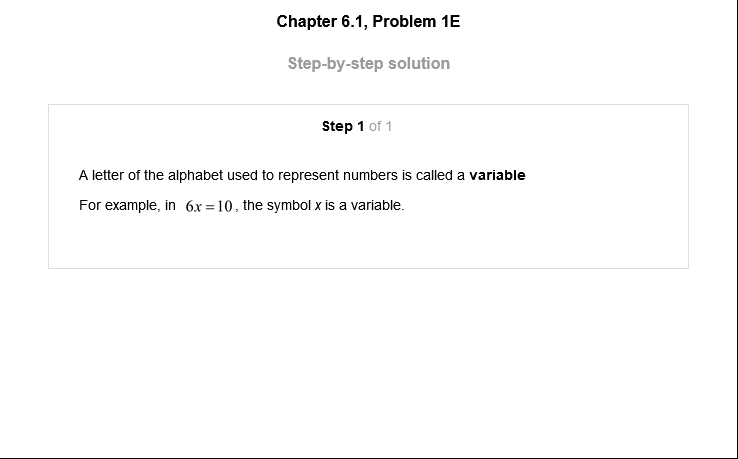 Chapter 6.1, Problem 1E
Step-by-step solution
Step 1 of 1
A letter of the alphabet used to represent numbers is called a variable
For example, in 6x = 10, the symbol x is a variable.